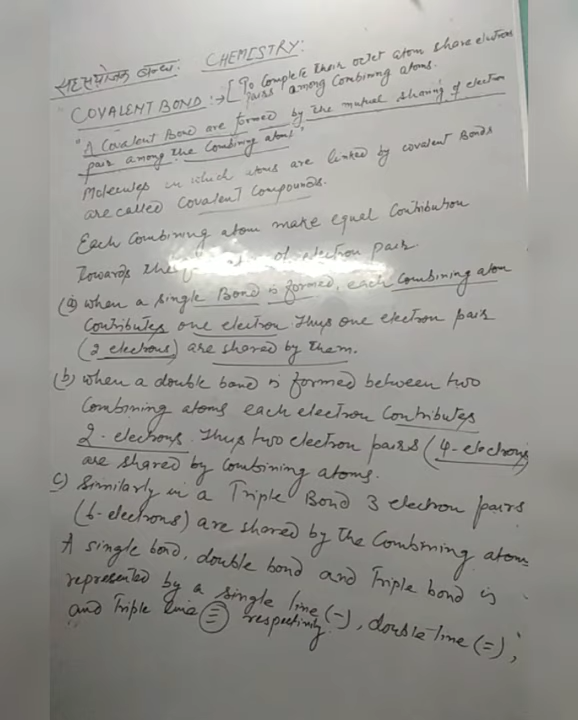 सहसंयोजक बन्ध:
CHEMISTRY:
COVALENT BOND :→ [To Complete their octet atom share electron
pairs among Combining atoms.
"A Covalent Bond are formed by the mutual sharing of electron
pair among the Combing atoms"
Molecules in which atoms are linked by covalent Bonds
are called Covalent Compounds.
Each Combining atom make equal Contribution
Towards the of electron pair
(a) when a single Bond is formed, each Combining atom
Contributes one electron. Thus one electron pair
(2 electrons) are shared by them.
(b) when a double band is formed between two
Combining atoms each electron Contributes
2-electrons. Thus two electron pairs (4-electrons)
are shared by combining atoms.
C) Similarly in a Triple Bond 3 electron pairs
(6-electrons) are shared by the Combining atom
A single bond, double bond and Triple bond is
represented by a single line (-), double line (=),
and Triple line (≡) respectively.